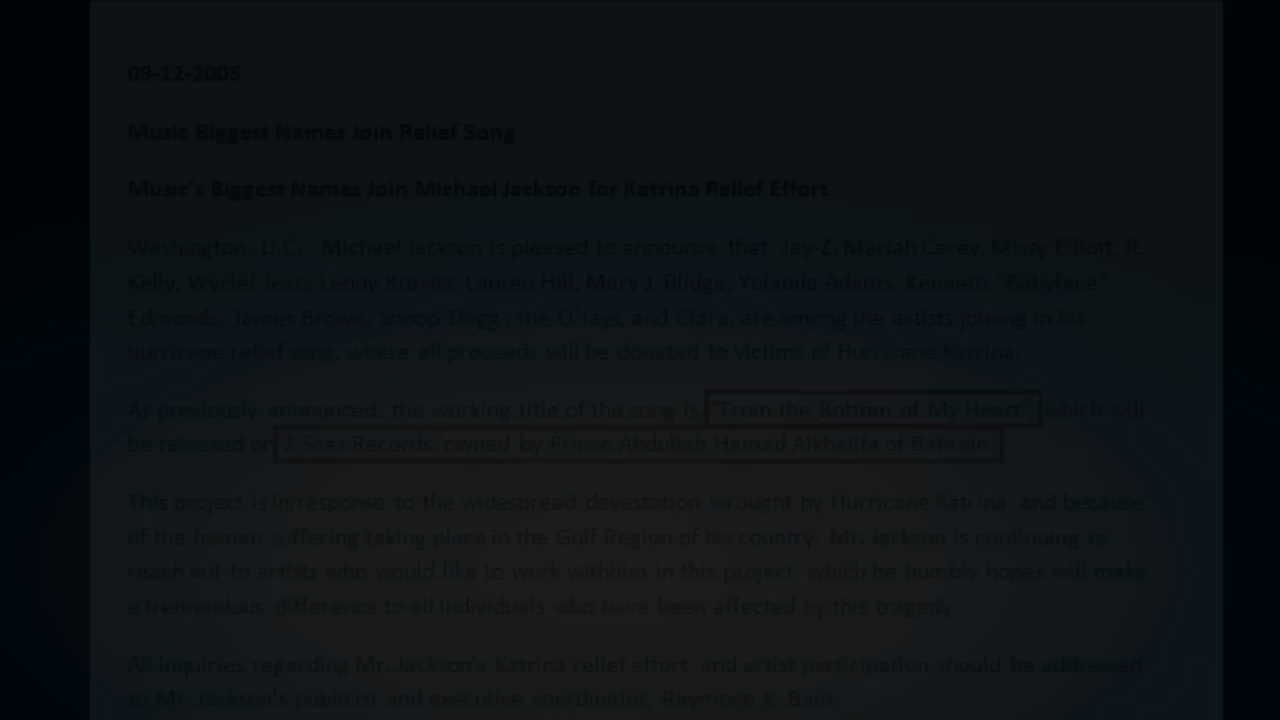 09-12-2005
Music Biggest Names Join Relief Song
Music's Biggest Names Join Michael Jackson for Katrina Relief Effort
Washington, D.C. - Michael Jackson is pleased to announce that Jay-Z, Mariah Carey, Missy Elliott, R.
Kelly, Wyclef Jean, Lenny Kravitz, Lauren Hill, Mary J. Blidge, Yolanda Adams, Kenneth "Babyface"
Edmonds, James Brown, Snoop Dogg , the O'Jays, and Ciara, are among the artists joining in his
hurricane relief song, where all proceeds will be donated to victims of Hurricane Katrina.
As previously announced, the working title of the song is "From the Bottom of My Heart", which will
be released on 2 Seas Records, owned by Prince Abdullah Hamad Alkhalifa of Bahrain.
This project is in response to the widespread devastation wrought by Hurricane Katrina, and because
of the human suffering taking place in the Gulf Region of his country. Mr. Jackson is continuing to
reach out to artists who would like to work with him in this project, which he humbly hopes will make
a tremendous difference to all individuals who have been affected by this tragedy.
All inquiries regarding Mr. Jackson's Katrina relief effort, and artist participation should be addressed
to Mr. Jackson's publicist and executive coordinator, Raymone K. Bain.